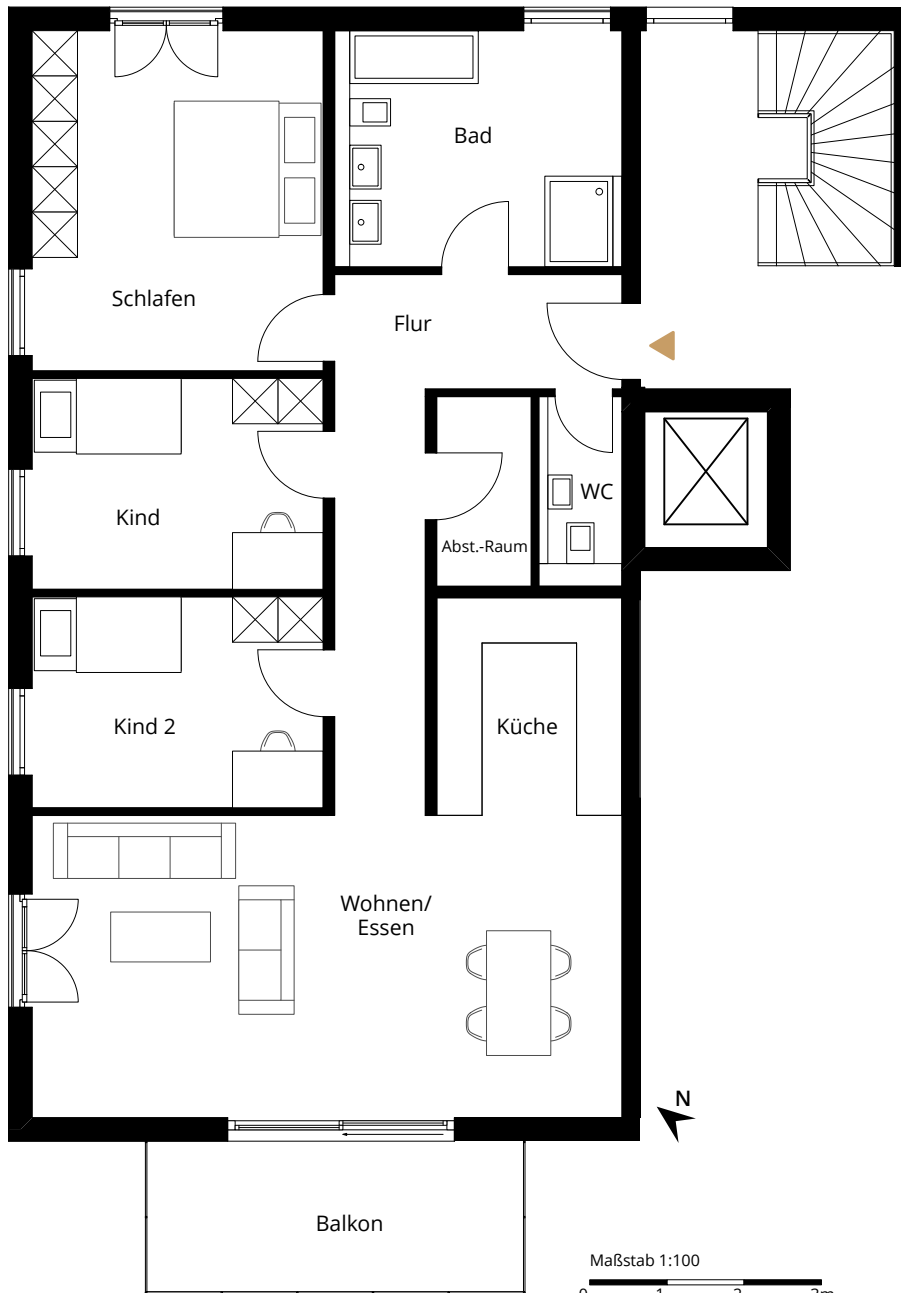 Bad
Schlafen
Flur
Kind
WC
Abst.-Raum
Kind 2
Küche
Wohnen/
Essen
N
Balkon
Maßstab 1:100
0 1 2 3m